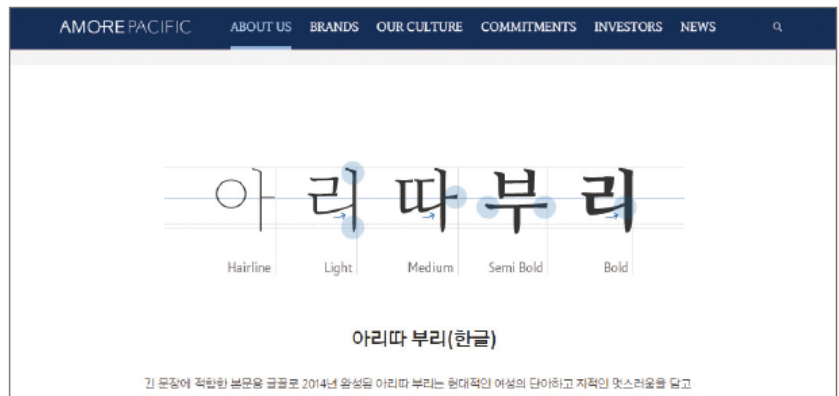 AMOREPACIFIC ABOUT US BRANDS OUR CULTURE COMMITMENTS INVESTORS NEWS
아리따부리
Hairline Light Medium Semi Bold Bold
아리따 부리(한글)
긴 문장에 적합한 본문용 글꼴로 2014년 완성된 아리따 부리는 현대적인 여성의 단아하고 지적인 멋스러움을 담고